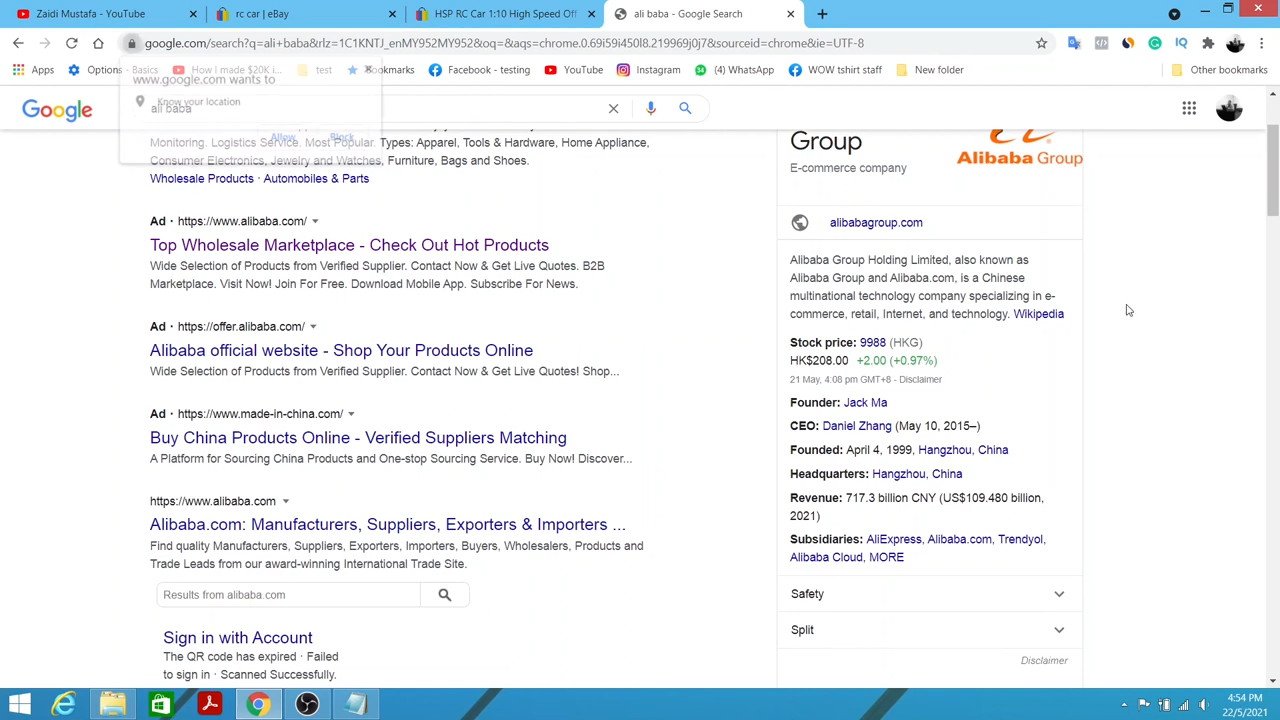 Zaidi Mustafa - YouTube
rc car | eBay
HSP RC Car 1:10 High Speed Off
ali baba - Google Search
google.com/search?q=ali+baba&rlz=1C1KNTJ_enMY952MY952&oq=&aqs=chrome.0.69i59i450l8.219969j0j7&sourceid=chrome&ie=UTF-8
Apps
Options - Basics
How I made $20K i...
test
Bookmarks
Facebook - testing
YouTube
Instagram
(4) WhatsApp
WOW tshirt staff
New folder
Other bookmarks
www.google.com wants to
Know your location
Allow
Block
Google
ali baba
Monitoring. Logistics Service. Most Popular. Types: Apparel, Tools & Hardware, Home Appliance,
Consumer Electronics, Jewelry and Watches, Furniture, Bags and Shoes.
Wholesale Products · Automobiles & Parts
Ad · https://www.alibaba.com/
Top Wholesale Marketplace - Check Out Hot Products
Wide Selection of Products from Verified Supplier. Contact Now & Get Live Quotes. B2B
Marketplace. Visit Now! Join For Free. Download Mobile App. Subscribe For News.
Ad · https://offer.alibaba.com/
Alibaba official website - Shop Your Products Online
Wide Selection of Products from Verified Supplier. Contact Now & Get Live Quotes! Shop...
Ad · https://www.made-in-china.com/
Buy China Products Online - Verified Suppliers Matching
A Platform for Sourcing China Products and One-stop Sourcing Service. Buy Now! Discover...
https://www.alibaba.com
Alibaba.com: Manufacturers, Suppliers, Exporters & Importers ...
Find quality Manufacturers, Suppliers, Exporters, Importers, Buyers, Wholesalers, Products and
Trade Leads from our award-winning International Trade Site.
Results from alibaba.com
Sign in with Account
The QR code has expired · Failed
to sign in · Scanned Successfully.
Group
E-commerce company
Alibaba Group
alibabagroup.com
Alibaba Group Holding Limited, also known as
Alibaba Group and Alibaba.com, is a Chinese
multinational technology company specializing in e-
commerce, retail, Internet, and technology. Wikipedia
Stock price: 9988 (HKG)
HK$208.00 +2.00 (+0.97%)
21 May, 4:08 pm GMT+8 - Disclaimer
Founder: Jack Ma
CEO: Daniel Zhang (May 10, 2015–)
Founded: April 4, 1999, Hangzhou, China
Headquarters: Hangzhou, China
Revenue: 717.3 billion CNY (US$109.480 billion,
2021)
Subsidiaries: AliExpress, Alibaba.com, Trendyol,
Alibaba Cloud, MORE
Safety
Split
Disclaimer
4:54 PM
22/5/2021